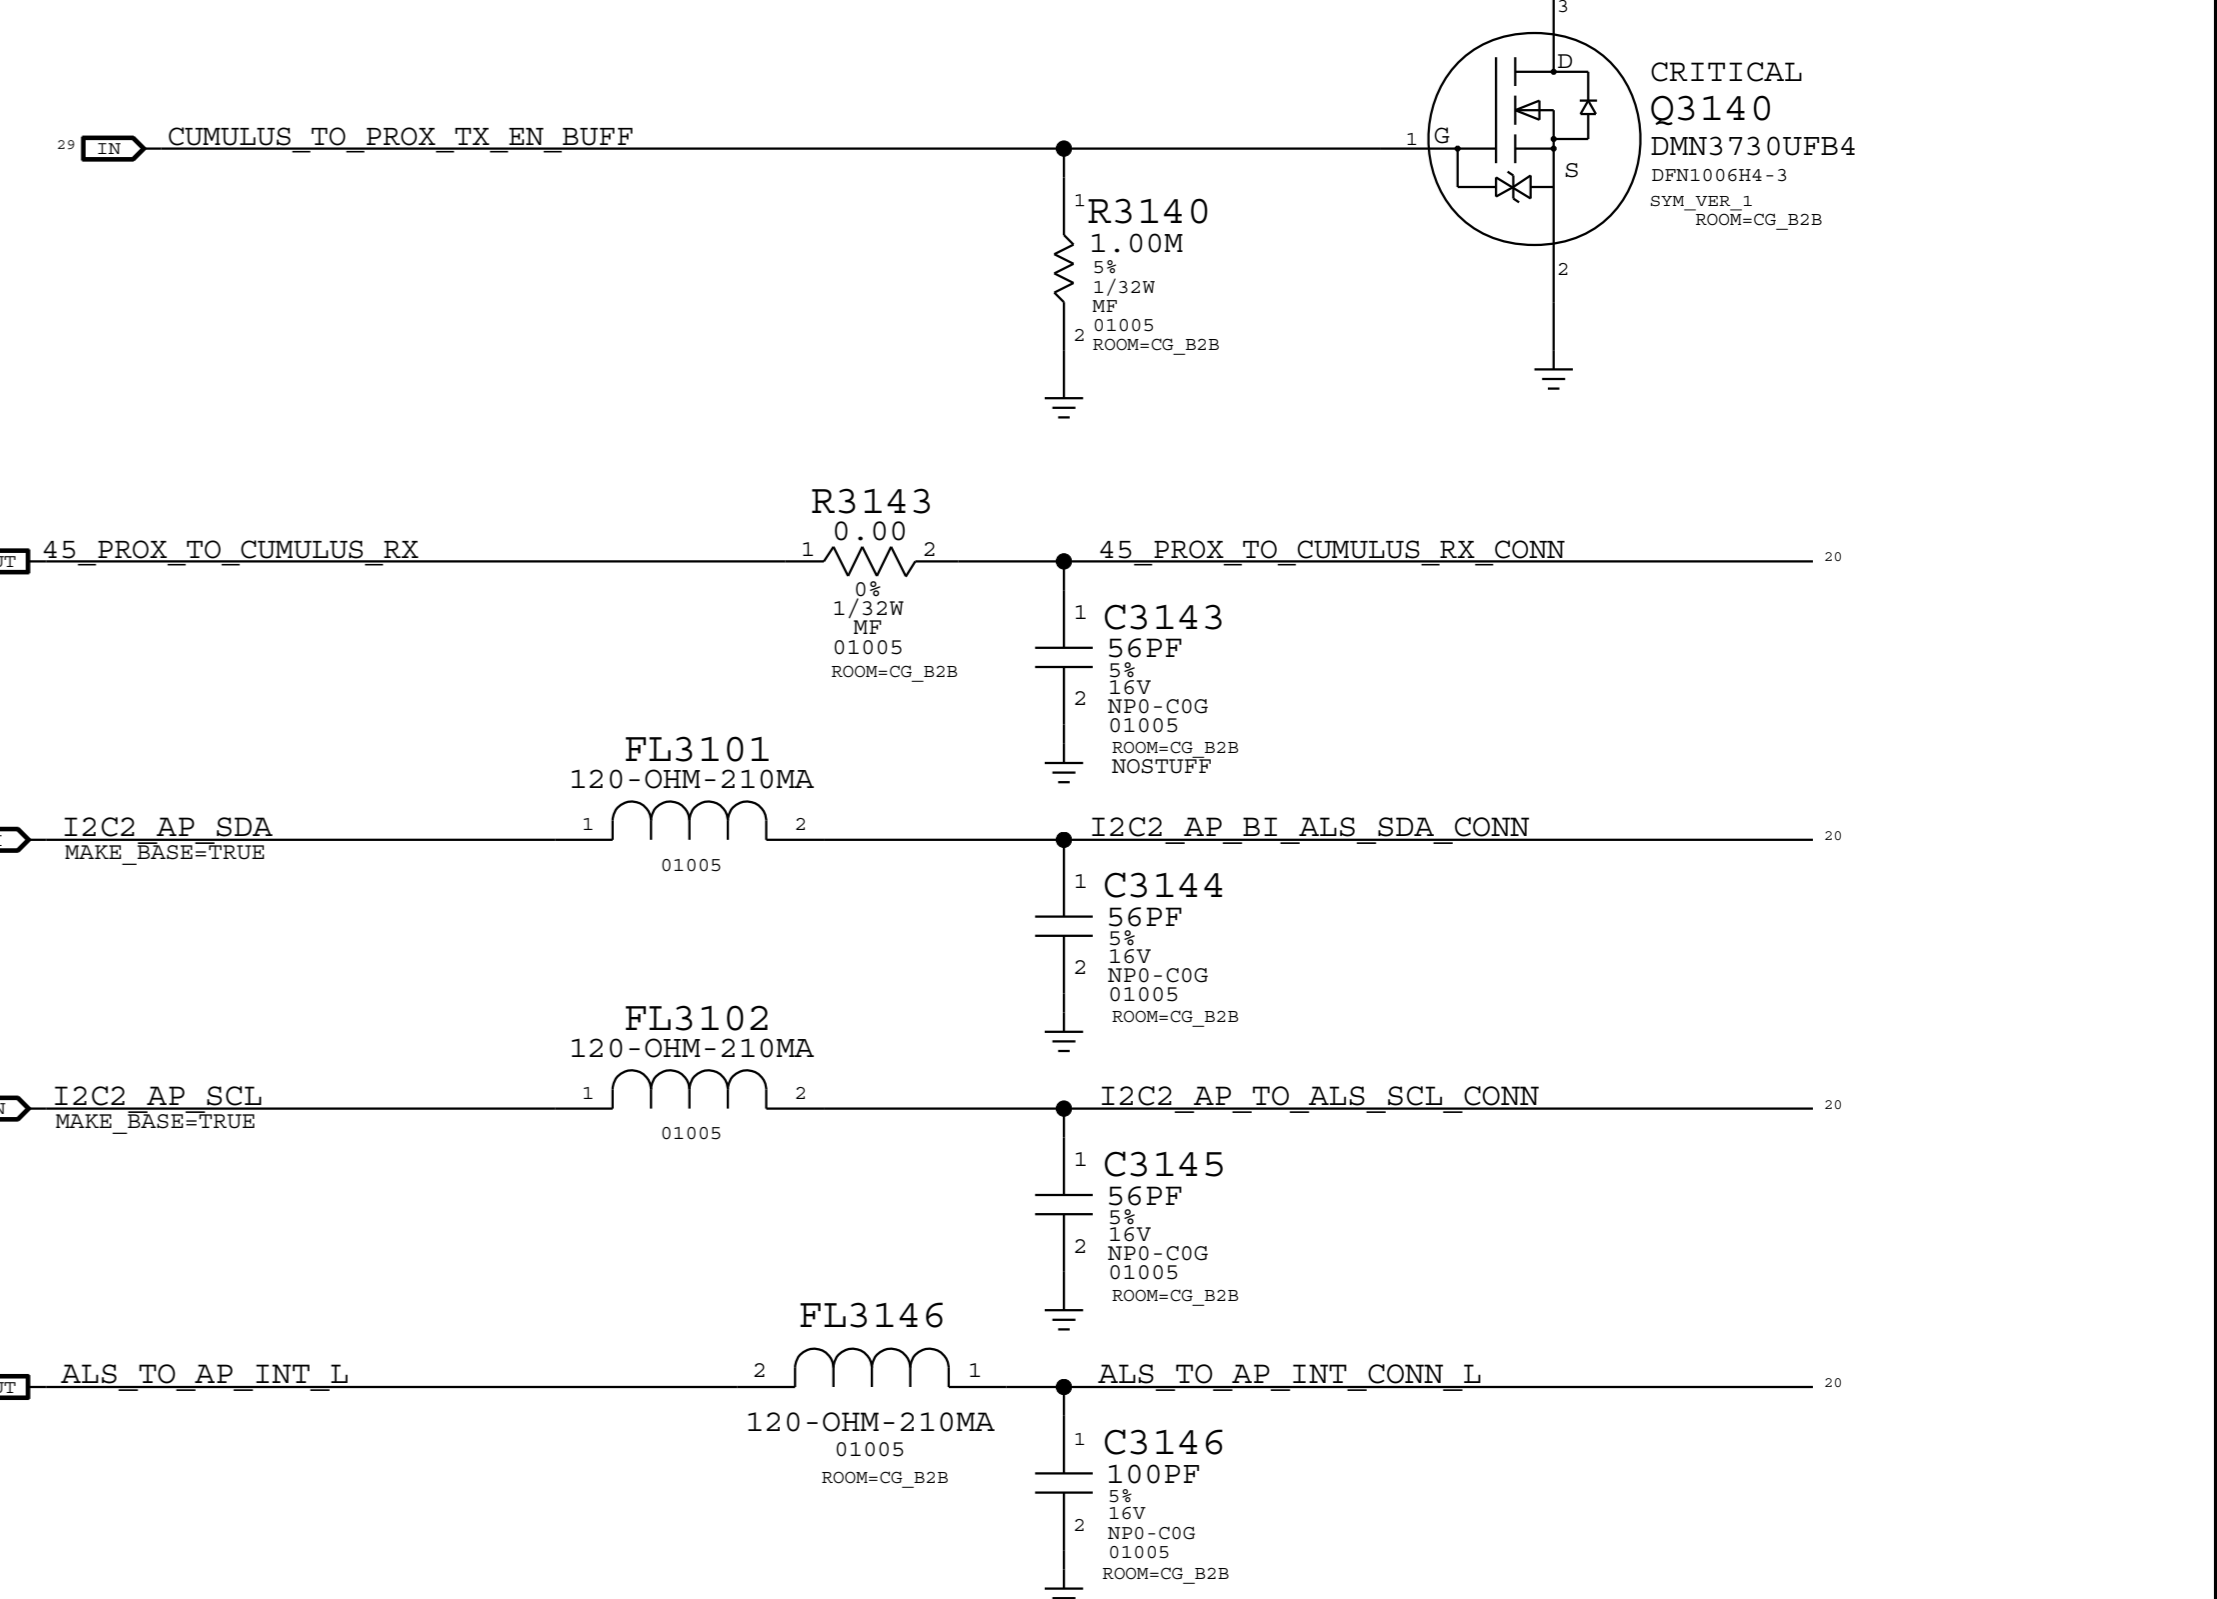 3
D
CRITICAL
Q3140
DMN3730UFB4
DFN1006H4-3
SYM_VER_1
ROOM=CG_B2B
29 IN CUMULUS_TO_PROX_TX_EN_BUFF
1 G
S
2
1 R3140
1.00M
5%
1/32W
MF
01005
2 ROOM=CG_B2B
R3143
0.00
45_PROX_TO_CUMULUS_RX 1 2 45_PROX_TO_CUMULUS_RX_CONN 20
0%
1/32W
MF
01005
ROOM=CG_B2B
1 C3143
56PF
5%
16V
2 NP0-C0G
01005
ROOM=CG_B2B
NOSTUFF
FL3101
120-OHM-210MA
I2C2_AP_SDA 1 2 I2C2_AP_BI_ALS_SDA_CONN 20
MAKE_BASE=TRUE
01005
1 C3144
56PF
5%
16V
2 NP0-C0G
01005
ROOM=CG_B2B
FL3102
120-OHM-210MA
I2C2_AP_SCL 1 2 I2C2_AP_TO_ALS_SCL_CONN 20
MAKE_BASE=TRUE
01005
1 C3145
56PF
5%
16V
2 NP0-C0G
01005
ROOM=CG_B2B
FL3146
ALS_TO_AP_INT_L 2 1 ALS_TO_AP_INT_CONN_L 20
120-OHM-210MA
01005
ROOM=CG_B2B
1 C3146
100PF
5%
16V
2 NP0-C0G
01005
ROOM=CG_B2B